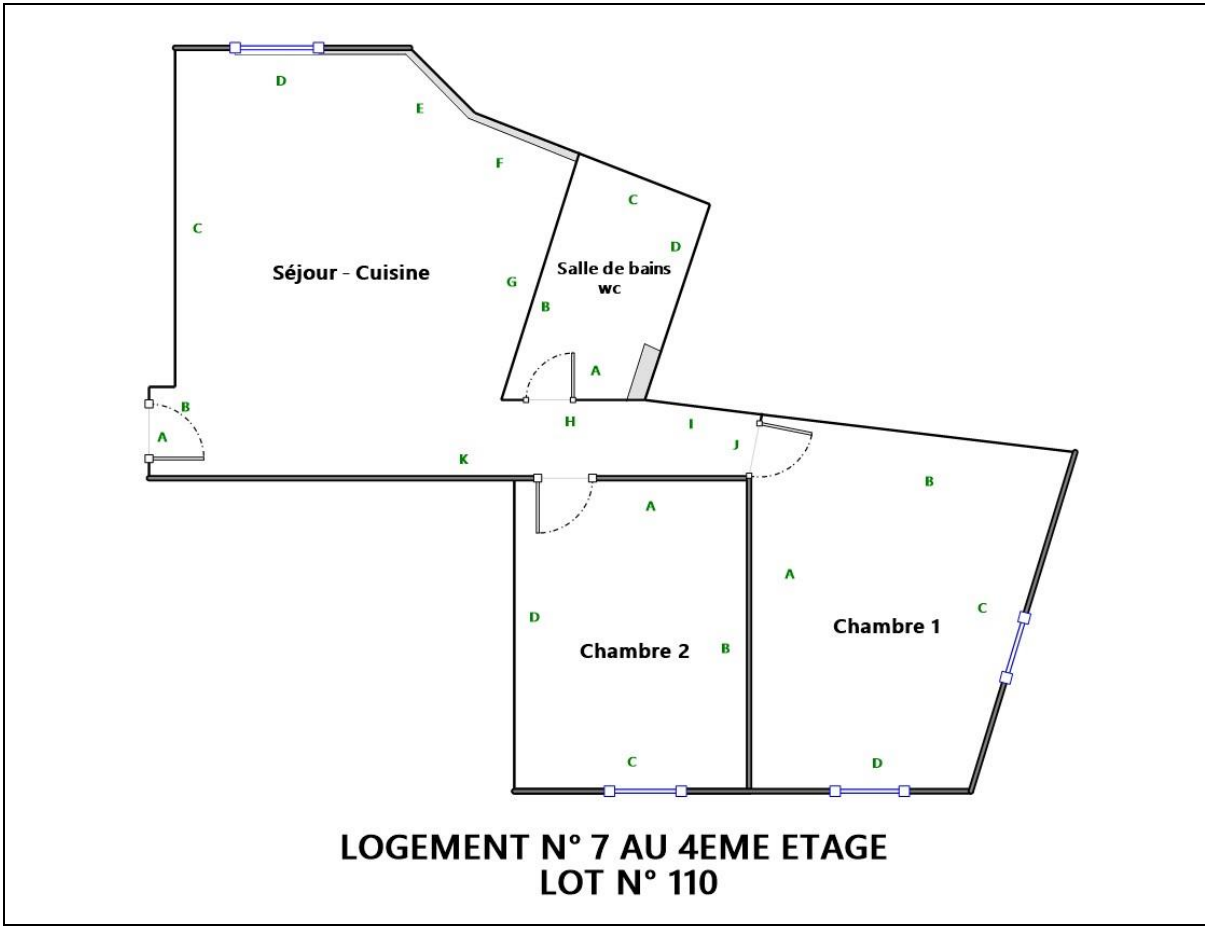 D
E
F
C
C
D
Séjour - Cuisine
Salle de bains
wc
G
B
A
B
A
H
I
J
K
B
A
A
C
D
Chambre 1
Chambre 2
B
C
D
LOGEMENT N° 7 AU 4EME ETAGE
LOT N° 110